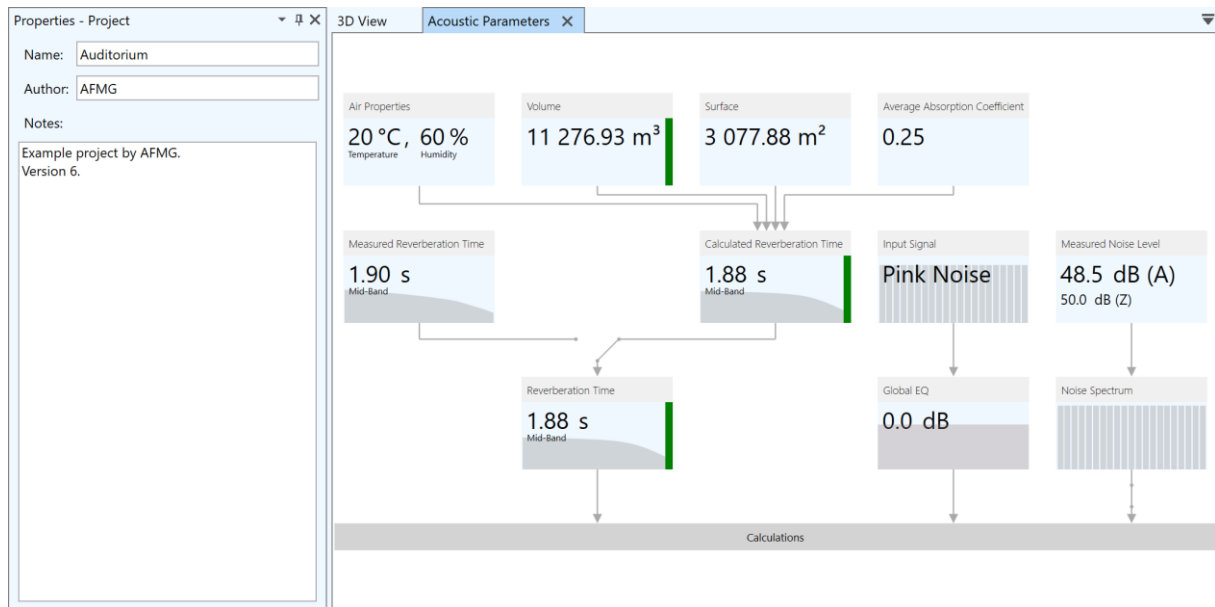 Properties - Project
Name: Auditorium
Author: AFMG
Notes:
Example project by AFMG.
Version 6.
3D View
Acoustic Parameters
Air Properties
20 °C, 60 %
Temperature Humidity
Volume
11 276.93 m³
Surface
3 077.88 m²
Average Absorption Coefficient
0.25
Measured Reverberation Time
1.90 s
Mid-Band
Calculated Reverberation Time
1.88 s
Mid-Band
Input Signal
Pink Noise
Measured Noise Level
48.5 dB (A)
50.0 dB (Z)
Reverberation Time
1.88 s
Mid-Band
Global EQ
0.0 dB
Noise Spectrum
Calculations